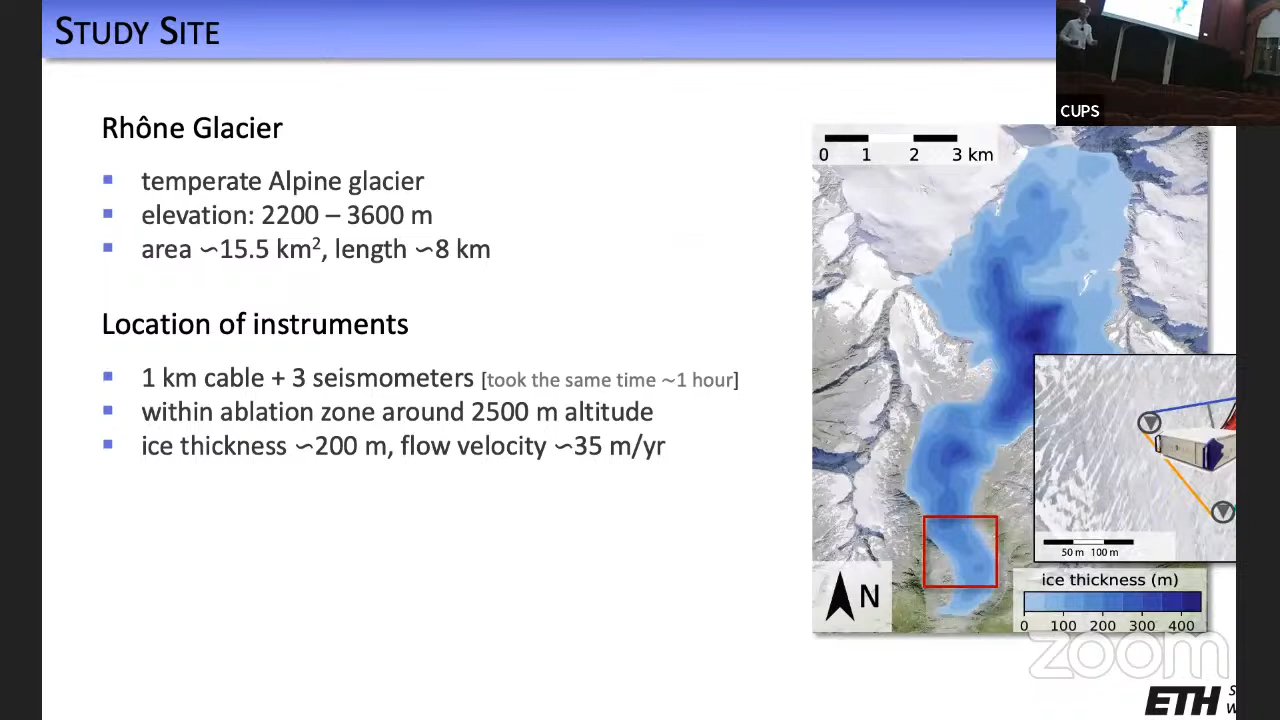 STUDY SITE
CUPS
Rhône Glacier
temperate Alpine glacier
elevation: 2200 – 3600 m
area ∽15.5 km², length ∽8 km
Location of instruments
1 km cable + 3 seismometers [took the same time ~1 hour]
within ablation zone around 2500 m altitude
ice thickness ∽200 m, flow velocity ∽35 m/yr
0 1 2 3 km
50 m 100 m
N
ice thickness (m)
0 100 200 300 400
zoom
ETH